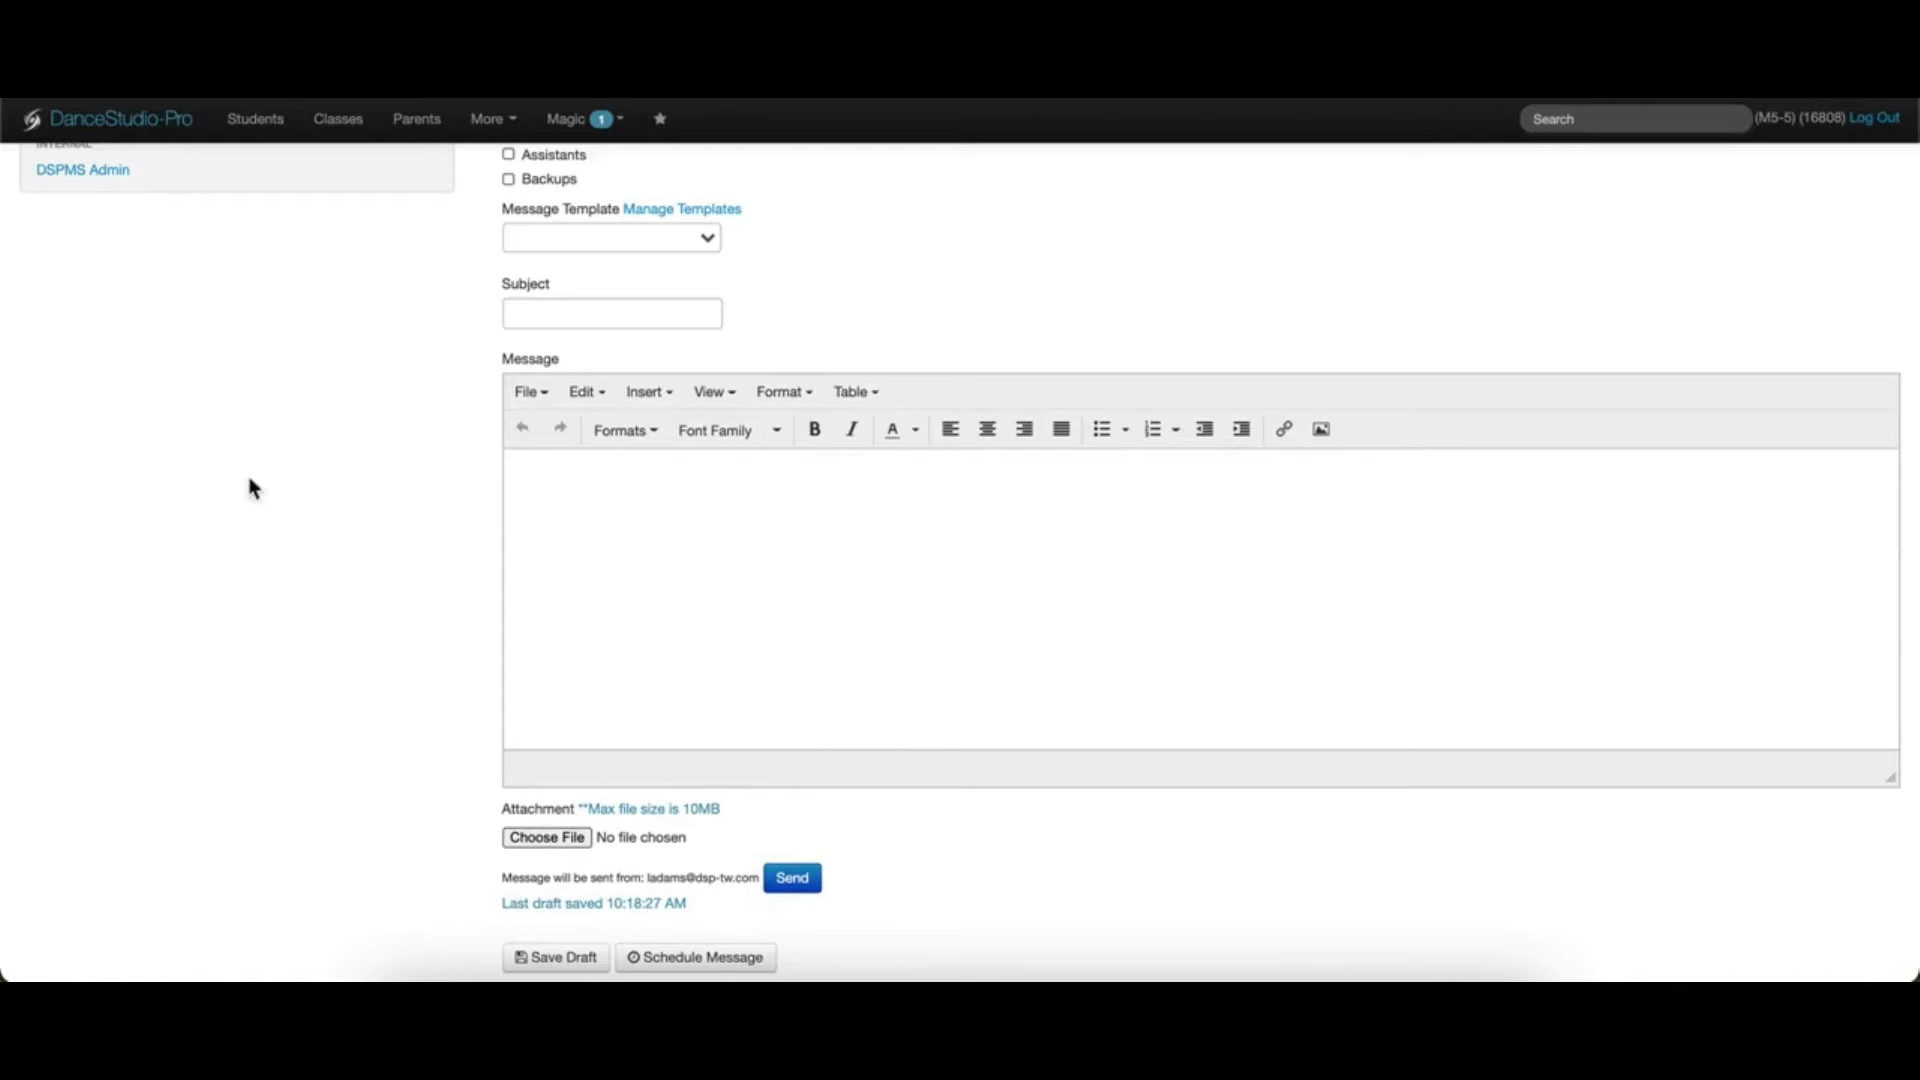 DanceStudio-Pro Students Classes Parents More Magic 1 Search (M5-5) (16808) Log Out
INTERNAL
DSPMS Admin
Assistants
Backups
Message Template Manage Templates
Subject
Message
File Edit Insert View Format Table
Formats Font Family B I A
Attachment **Max file size is 10MB
Choose File No file chosen
Message will be sent from: ladams@dsp-tw.com Send
Last draft saved 10:18:27 AM
Save Draft Schedule Message